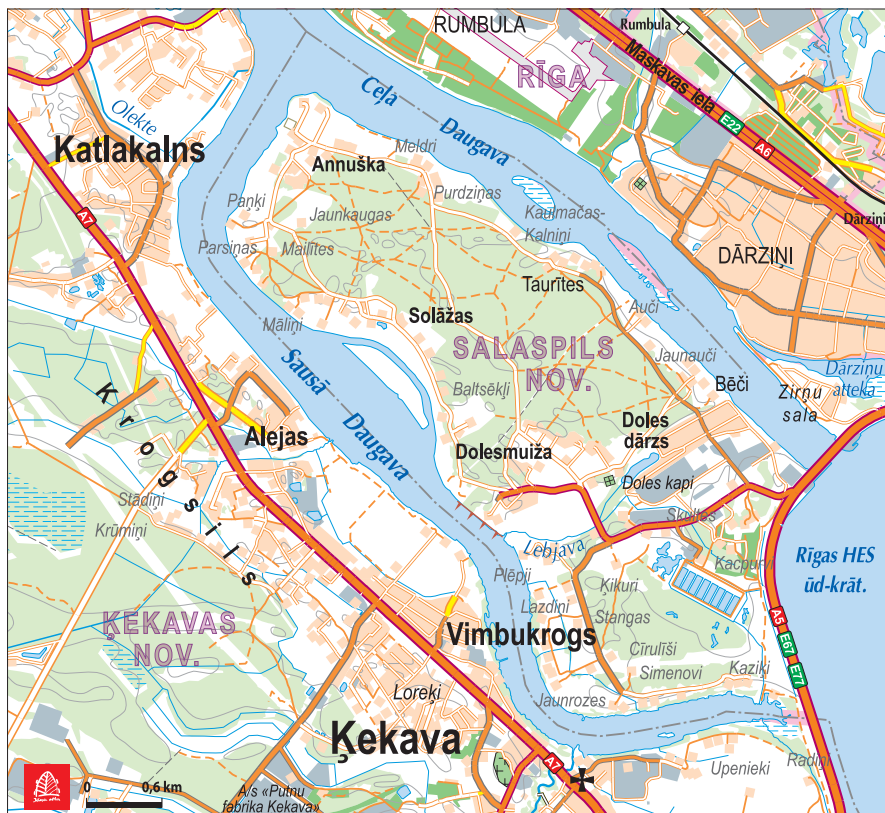 RUMBULA
Rumbula
RĪGA
Maskavas iela
E22
A6
Ceļa
Daugava
Olekte
Katlakalns
Meldri
Annuška
Purdziņas
Kaulmačas-
Kalniņi
Dārziņi
Paņķi
Jaunkaugas
Parsiņas
Mailītes
A7
DĀRZIŅI
Taurītes
Auči
Māliņi
Solāžas
SALASPILS
NOV.
Jaunauči
Dārziņu
atteka
Bēči
Zirņu
sala
Sausā
Daugava
Baltsēkļi
Krogsils
Alejas
Doles
dārzs
Dolesmuiža
Doles kapi
Stādiņi
Krūmiņi
Skultes
Lebjava
Kacpuri
Rīgas HES
ūd-krāt.
Plēpji
Ķikuri
Lazdiņi
Stangas
A5
E67
E77
ĶEKAVAS
NOV.
Vimbukrogs
Cīrulīši
Simenovi
Kaziķi
Loreķi
Jaunrozes
Ķekava
Radiņi
A7
Upenieki
0
0,6 km
A/s «Putnu
fabrika Ķekava»
Jāņa sēta